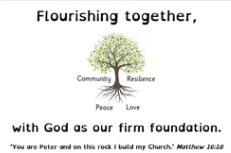 Flourishing together,
Community Resilience
Peace Love
with God as our firm foundation.
'You are Peter and on this rock I build my Church.' Matthew 16:18